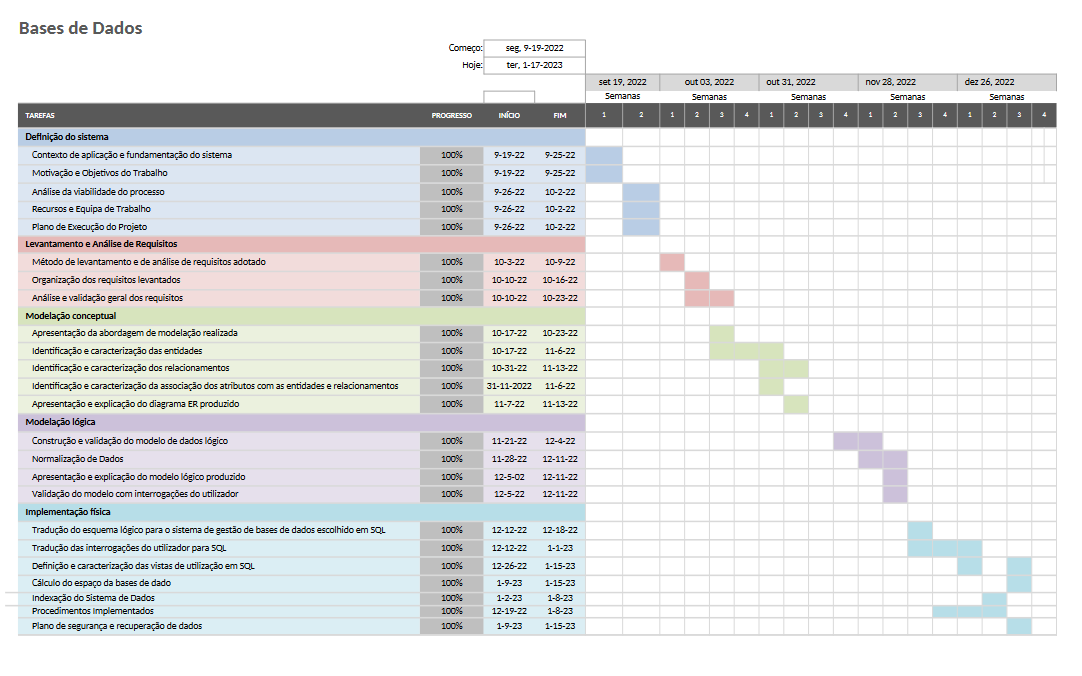 Bases de Dados
Começo: seg, 9-19-2022
Hoje: ter, 1-17-2023
set 19, 2022 out 03, 2022 out 31, 2022 nov 28, 2022 dez 26, 2022
Semanas Semanas Semanas Semanas Semanas
TAREFAS PROGRESSO INÍCIO FIM 1 2 1 2 3 4 1 2 3 4 1 2 3 4 1 2 3 4
Definição do sistema
Contexto de aplicação e fundamentação do sistema 100% 9-19-22 9-25-22
Motivação e Objetivos do Trabalho 100% 9-19-22 9-25-22
Análise da viabilidade do processo 100% 9-26-22 10-2-22
Recursos e Equipa de Trabalho 100% 9-26-22 10-2-22
Plano de Execução do Projeto 100% 9-26-22 10-2-22
Levantamento e Análise de Requisitos
Método de levantamento e de análise de requisitos adotado 100% 10-3-22 10-9-22
Organização dos requisitos levantados 100% 10-10-22 10-16-22
Análise e validação geral dos requisitos 100% 10-10-22 10-23-22
Modelação conceptual
Apresentação da abordagem de modelação realizada 100% 10-17-22 10-23-22
Identificação e caracterização das entidades 100% 10-17-22 11-6-22
Identificação e caracterização dos relacionamentos 100% 10-31-22 11-13-22
Identificação e caracterização da associação dos atributos com as entidades e relacionamentos 100% 31-11-2022 11-6-22
Apresentação e explicação do diagrama ER produzido 100% 11-7-22 11-13-22
Modelação lógica
Construção e validação do modelo de dados lógico 100% 11-21-22 12-4-22
Normalização de Dados 100% 11-28-22 12-11-22
Apresentação e explicação do modelo lógico produzido 100% 12-5-02 12-11-22
Validação do modelo com interrogações do utilizador 100% 12-5-22 12-11-22
Implementação física
Tradução do esquema lógico para o sistema de gestão de bases de dados escolhido em SQL 100% 12-12-22 12-18-22
Tradução das interrogações do utilizador para SQL 100% 12-12-22 1-1-23
Definição e caracterização das vistas de utilização em SQL 100% 12-26-22 1-15-23
Cálculo do espaço da bases de dado 100% 1-9-23 1-15-23
Indexação do Sistema de Dados 100% 1-2-23 1-8-23
Procedimentos Implementados 100% 12-19-22 1-8-23
Plano de segurança e recuperação de dados 100% 1-9-23 1-15-23